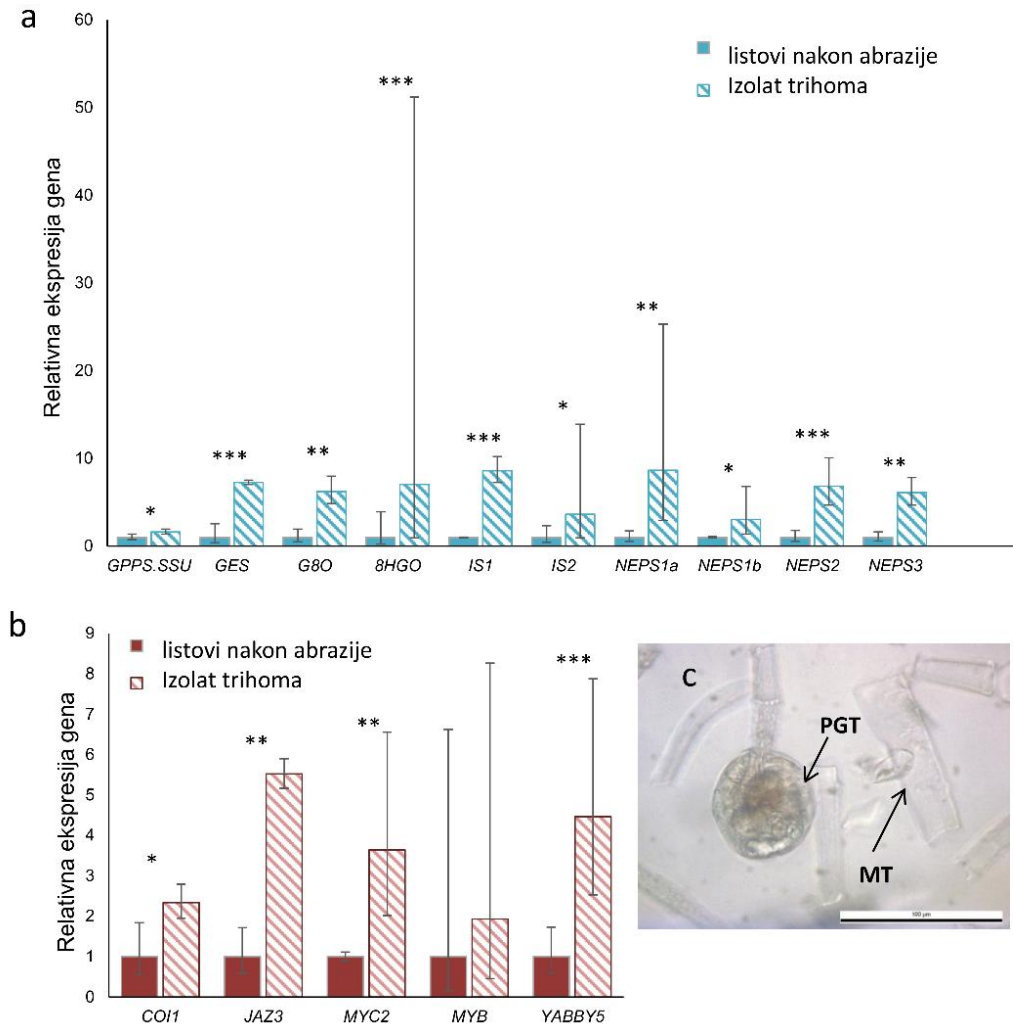 a
60
50
40
30
20
10
0
Relativna ekspresija gena
listovi nakon abrazije
Izolat trihoma
* *** ** *** *** * ** * *** **
GPPS.SSU GES G8O 8HGO IS1 IS2 NEPS1a NEPS1b NEPS2 NEPS3
b
9
8
7
6
5
4
3
2
1
0
Relativna ekspresija gena
listovi nakon abrazije
Izolat trihoma
* ** ** ***
COI1 JAZ3 MYC2 MYB YABBY5
C
PGT
MT
100 µm